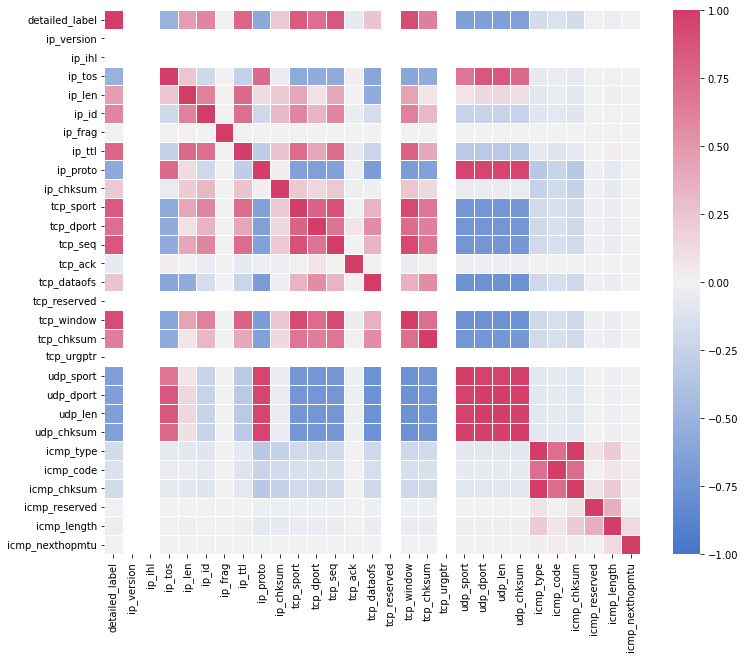 detailed_label
ip_version
ip_ihl
ip_tos
ip_len
ip_id
ip_frag
ip_ttl
ip_proto
ip_chksum
tcp_sport
tcp_dport
tcp_seq
tcp_ack
tcp_dataofs
tcp_reserved
tcp_window
tcp_chksum
tcp_urgptr
udp_sport
udp_dport
udp_len
udp_chksum
icmp_type
icmp_code
icmp_chksum
icmp_reserved
icmp_length
icmp_nexthopmtu
detailed_label
ip_version
ip_ihl
ip_tos
ip_len
ip_id
ip_frag
ip_ttl
ip_proto
ip_chksum
tcp_sport
tcp_dport
tcp_seq
tcp_ack
tcp_dataofs
tcp_reserved
tcp_window
tcp_chksum
tcp_urgptr
udp_sport
udp_dport
udp_len
udp_chksum
icmp_type
icmp_code
icmp_chksum
icmp_reserved
icmp_length
icmp_nexthopmtu
1.00
0.75
0.50
0.25
0.00
−0.25
−0.50
−0.75
−1.00